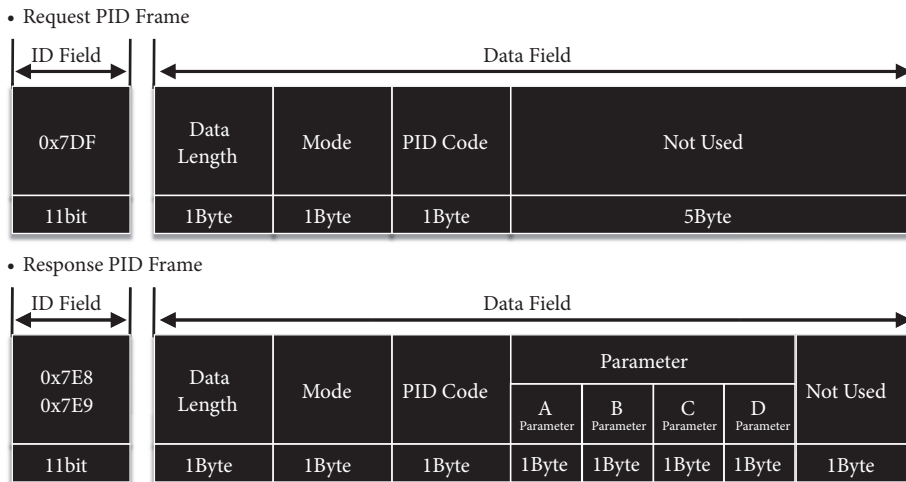 • Request PID Frame
ID Field
Data Field
0x7DF
Data
Length
Mode
PID Code
Not Used
11bit
1Byte
1Byte
1Byte
5Byte
• Response PID Frame
ID Field
Data Field
0x7E8
0x7E9
Data
Length
Mode
PID Code
Parameter
A
Parameter
B
Parameter
C
Parameter
D
Parameter
Not Used
11bit
1Byte
1Byte
1Byte
1Byte
1Byte
1Byte
1Byte
1Byte